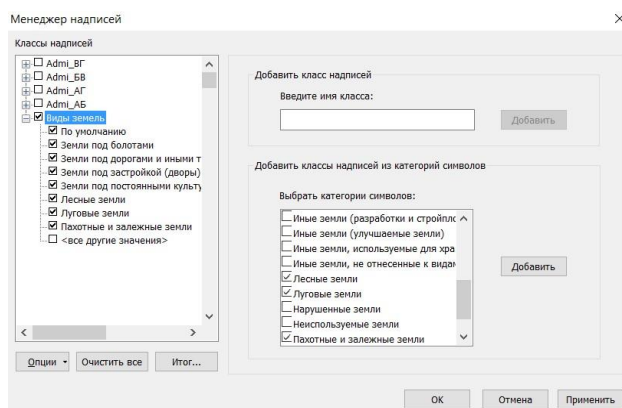 Менеджер надписей
Классы надписей
Admi_ВГ
Admi_БВ
Admi_АГ
Admi_АБ
Виды земель
По умолчанию
Земли под болотами
Земли под дорогами и иными т
Земли под застройкой (дворы)
Земли под постоянными культу
Лесные земли
Луговые земли
Пахотные и залежные земли
<все другие значения>
Опции
Очистить все
Итог...
Добавить класс надписей
Введите имя класса:
Добавить
Добавить классы надписей из категорий символов
Выбрать категории символов:
Иные земли (разработки и стройпло
Иные земли (улучшаемые земли)
Иные земли, используемые для хра
Иные земли, не отнесенные к видам
Лесные земли
Луговые земли
Нарушенные земли
Неиспользуемые земли
Пахотные и залежные земли
Добавить
ОК
Отмена
Применить